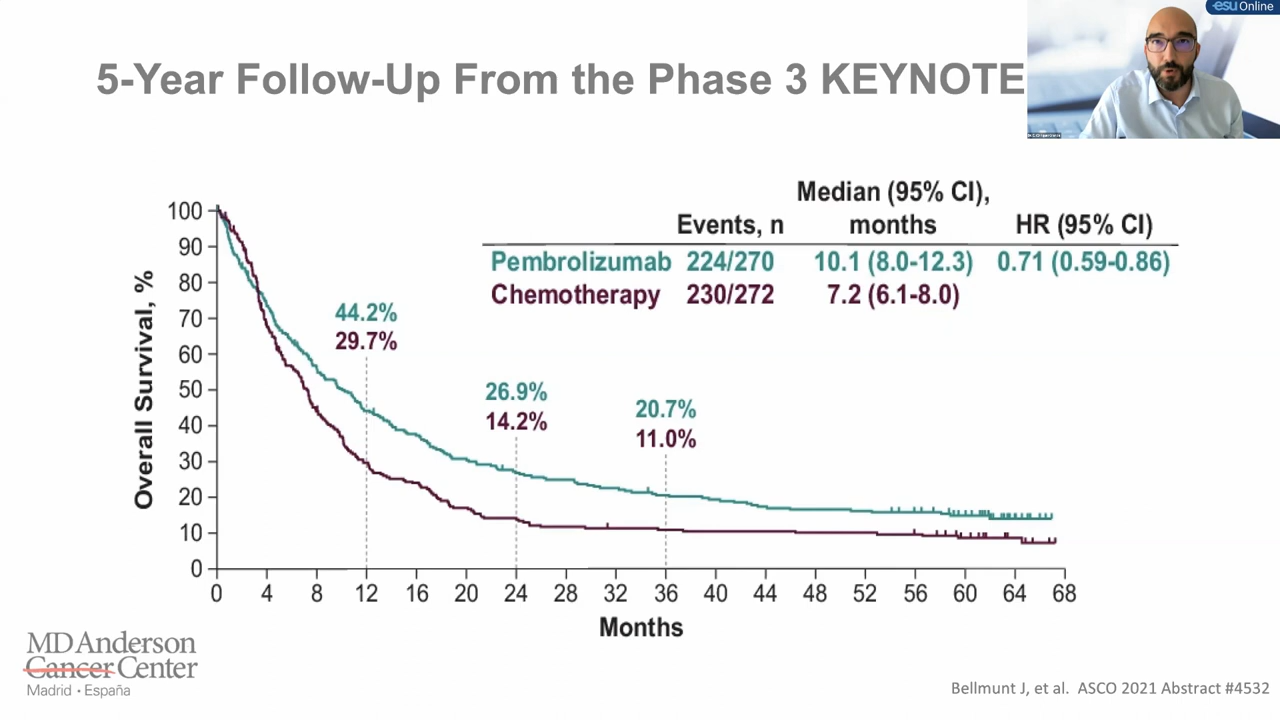 esu Online
5-Year Follow-Up From the Phase 3 KEYNOTE
Median (95% CI),
Events, n months HR (95% CI)
Pembrolizumab 224/270 10.1 (8.0-12.3) 0.71 (0.59-0.86)
Chemotherapy 230/272 7.2 (6.1-8.0)
Overall Survival, %
100
90
80
70
60
50
40
30
20
10
0
44.2%
29.7%
26.9%
14.2%
20.7%
11.0%
0 4 8 12 16 20 24 28 32 36 40 44 48 52 56 60 64 68
Months
MD Anderson
Cancer Center
Madrid • España
Bellmunt J, et al. ASCO 2021 Abstract #4532